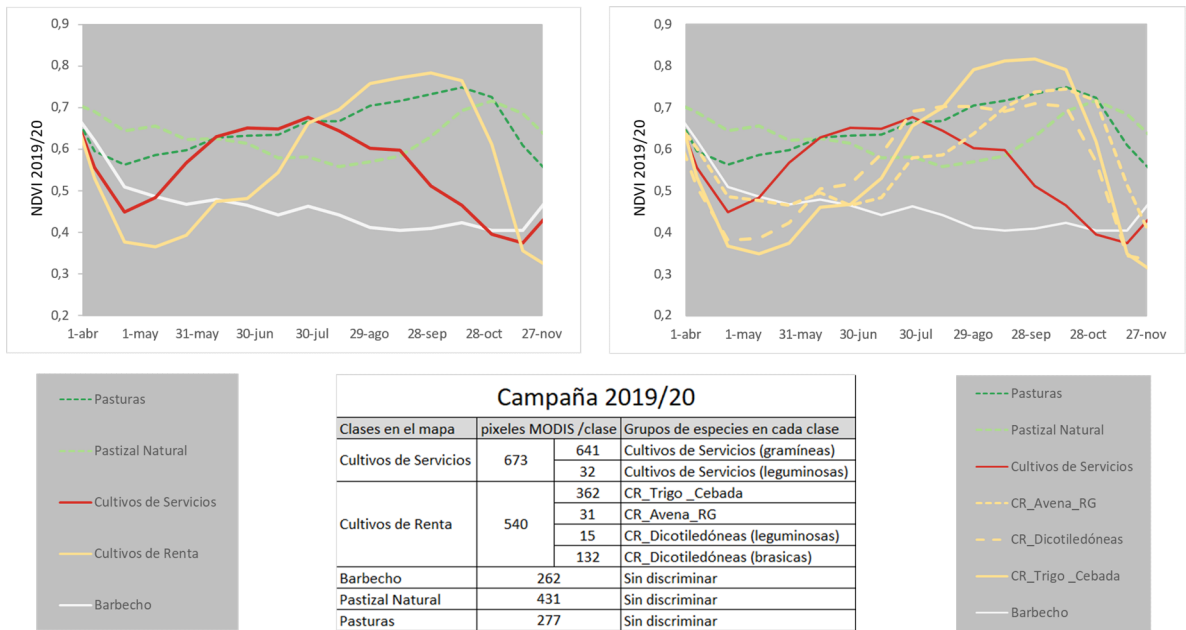 0,9
0,8
0,7
0,6
0,5
0,4
0,3
0,2
NDVI 2019/20
1-abr 1-may 31-may 30-jun 30-jul 29-ago 28-sep 28-oct 27-nov
0,9
0,8
0,7
0,6
0,5
0,4
0,3
0,2
NDVI 2019/20
1-abr 1-may 31-may 30-jun 30-jul 29-ago 28-sep 28-oct 27-nov
Pasturas
Pastizal Natural
Cultivos de Servicios
Cultivos de Renta
Barbecho
Campaña 2019/20
Clases en el mapa pixeles MODIS /clase Grupos de especies en cada clase
Cultivos de Servicios 673 641 Cultivos de Servicios (gramíneas)
32 Cultivos de Servicios (leguminosas)
Cultivos de Renta 540 362 CR_Trigo _Cebada
31 CR_Avena_RG
15 CR_Dicotiledóneas (leguminosas)
132 CR_Dicotiledóneas (brasicas)
Barbecho 262 Sin discriminar
Pastizal Natural 431 Sin discriminar
Pasturas 277 Sin discriminar
Pasturas
Pastizal Natural
Cultivos de Servicios
CR_Avena_RG
CR_Dicotiledóneas
CR_Trigo _Cebada
Barbecho